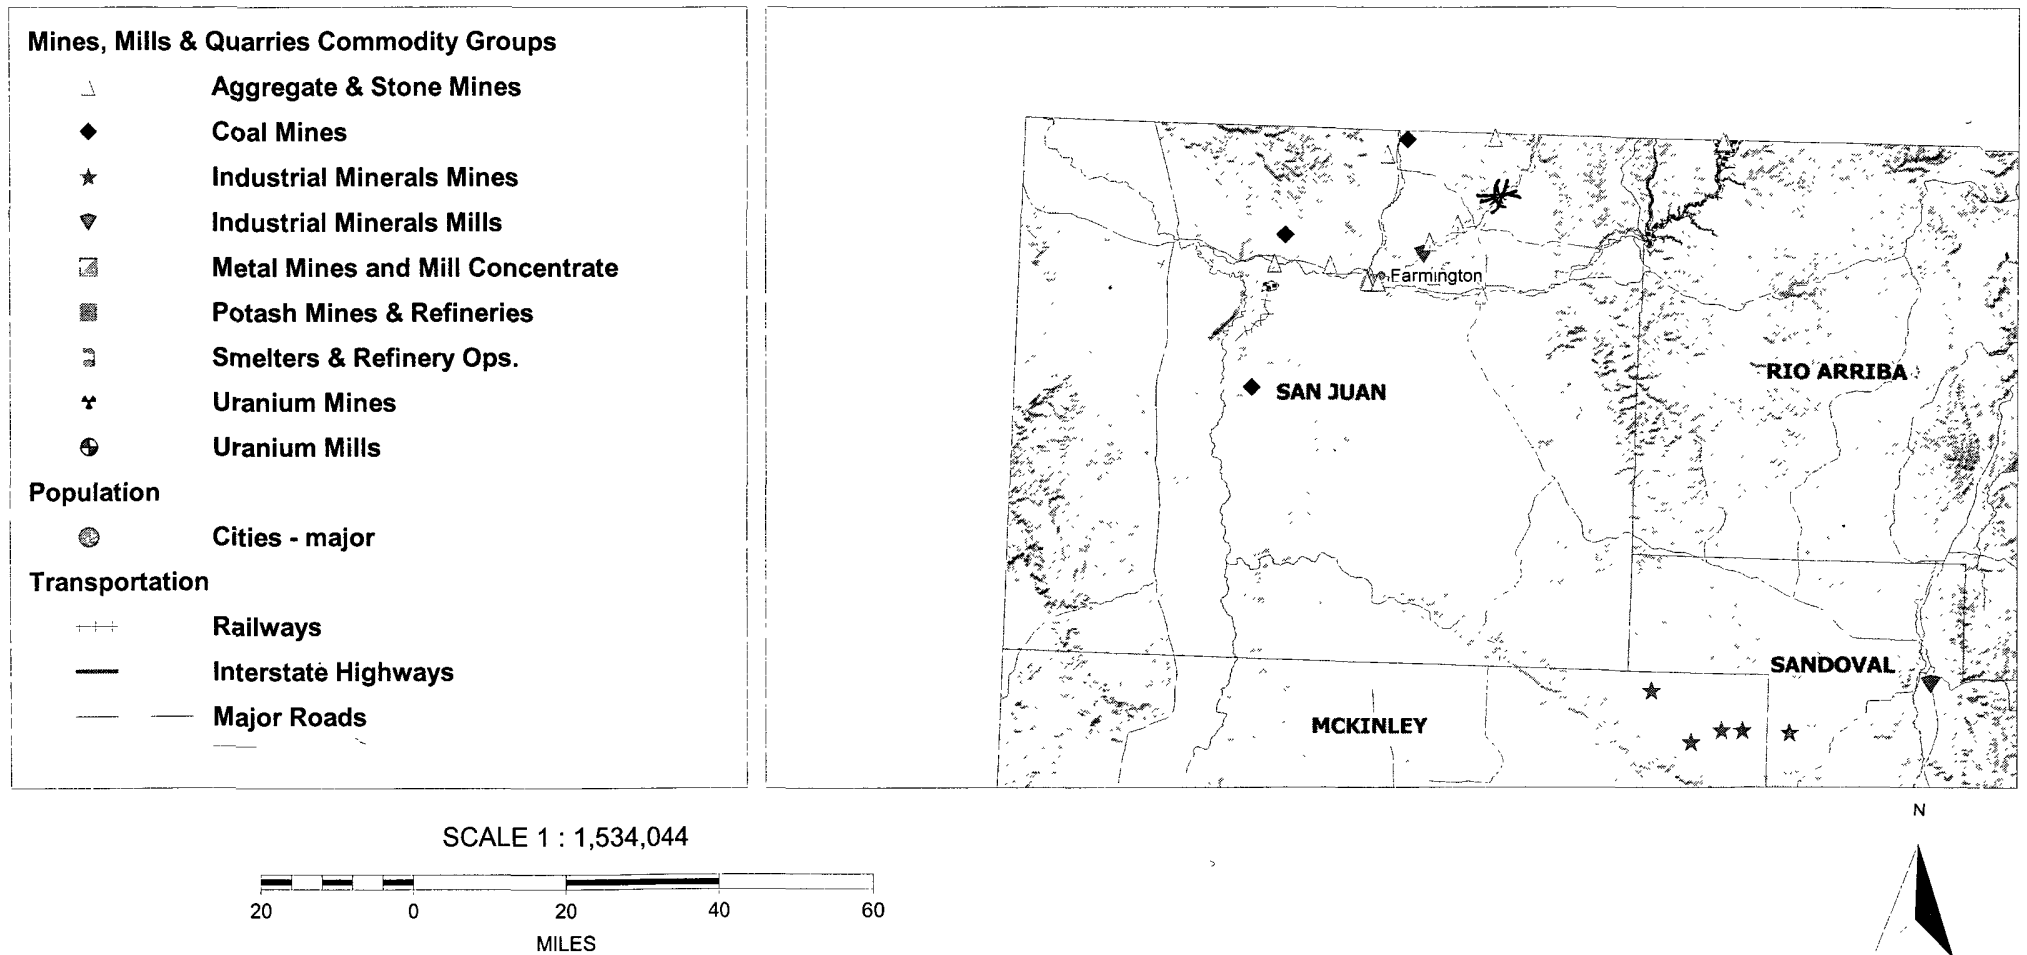 Mines, Mills & Quarries Commodity Groups
Aggregate & Stone Mines
Coal Mines
Industrial Minerals Mines
Industrial Minerals Mills
Metal Mines and Mill Concentrate
Potash Mines & Refineries
Smelters & Refinery Ops.
Uranium Mines
Uranium Mills
Population
Cities - major
Transportation
Railways
Interstate Highways
Major Roads
Farmington
SAN JUAN
RIO ARRIBA
SANDOVAL
MCKINLEY
SCALE 1 : 1,534,044
20 0 20 40 60
MILES
N